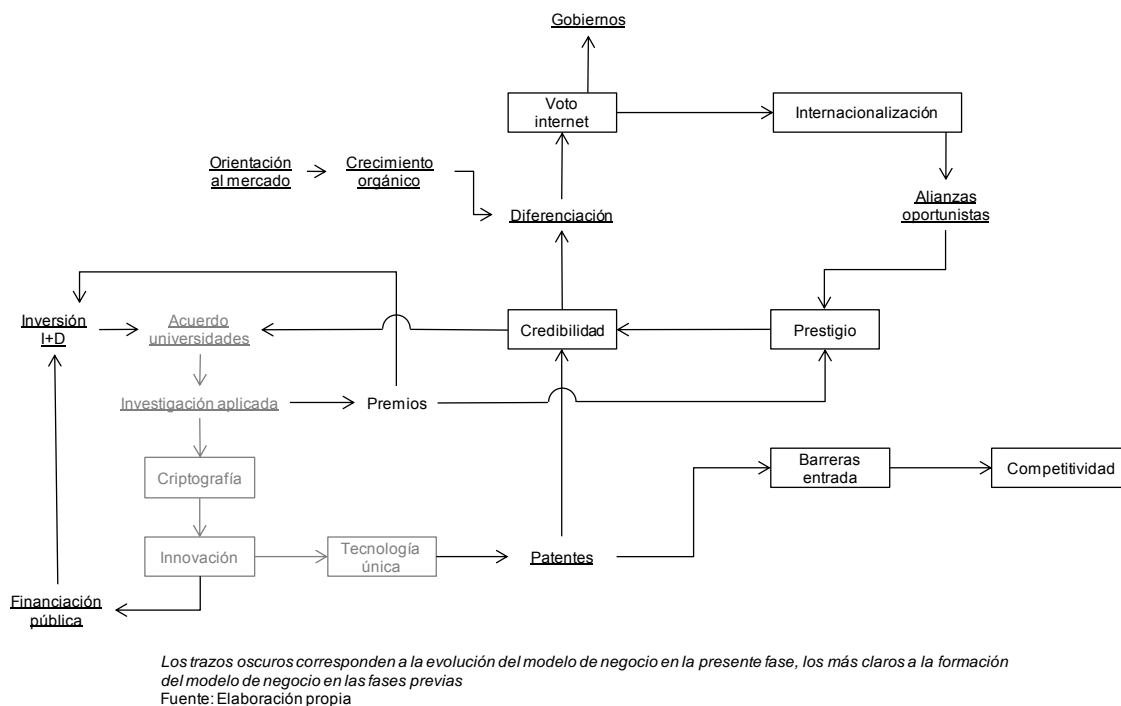 Gobiernos
Voto
internet
Internacionalización
Orientación
al mercado
Crecimiento
orgánico
Alianzas
oportunistas
Diferenciación
Inversión
I+D
Acuerdo
universidades
Credibilidad
Prestigio
Investigación aplicada
Premios
Criptografía
Barreras
entrada
Competitividad
Innovación
Tecnología
única
Patentes
Financiación
pública
Los trazos oscuros corresponden a la evolución del modelo de negocio en la presente fase, los más claros a la formación
del modelo de negocio en las fases previas
Fuente: Elaboración propia